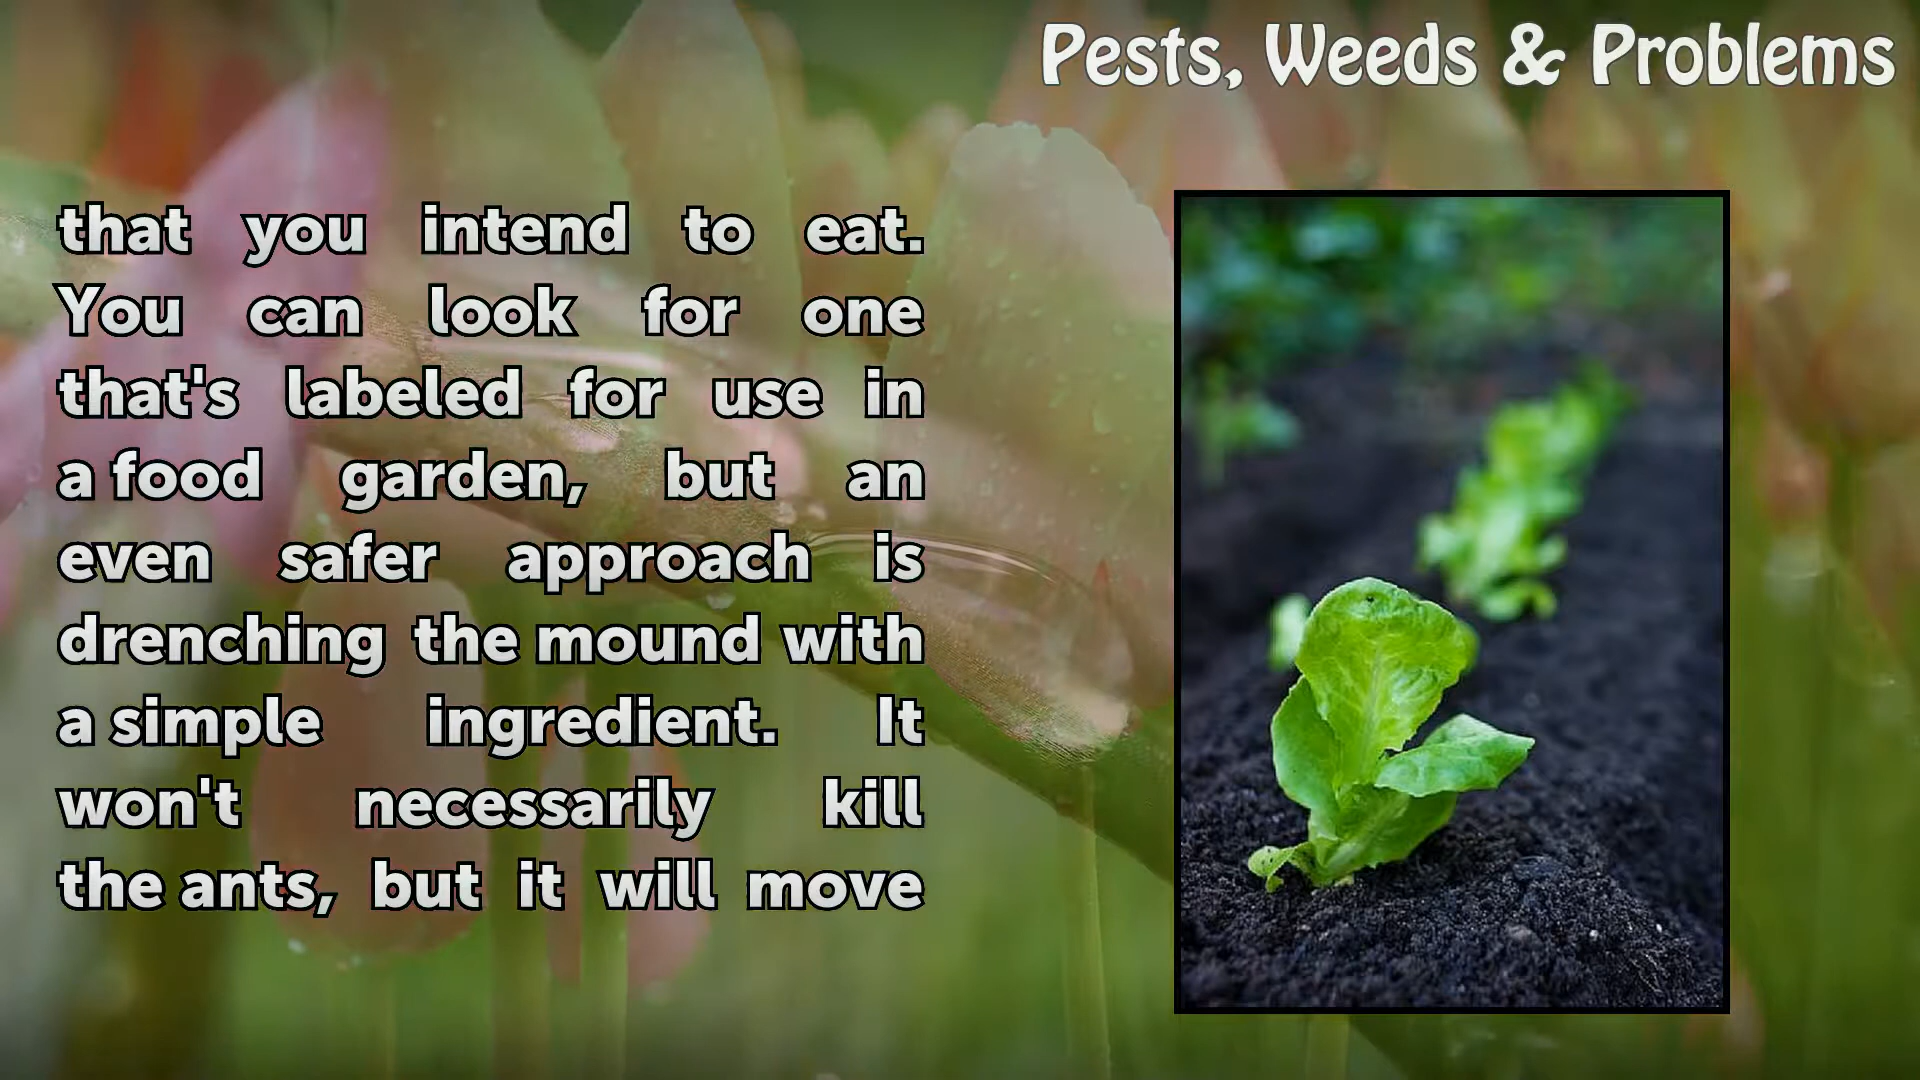 Pests, Weeds & Problems
that you intend to eat.
You can look for one
that's labeled for use in
a food garden, but an
even safer approach is
drenching the mound with
a simple ingredient. It
won't necessarily kill
the ants, but it will move